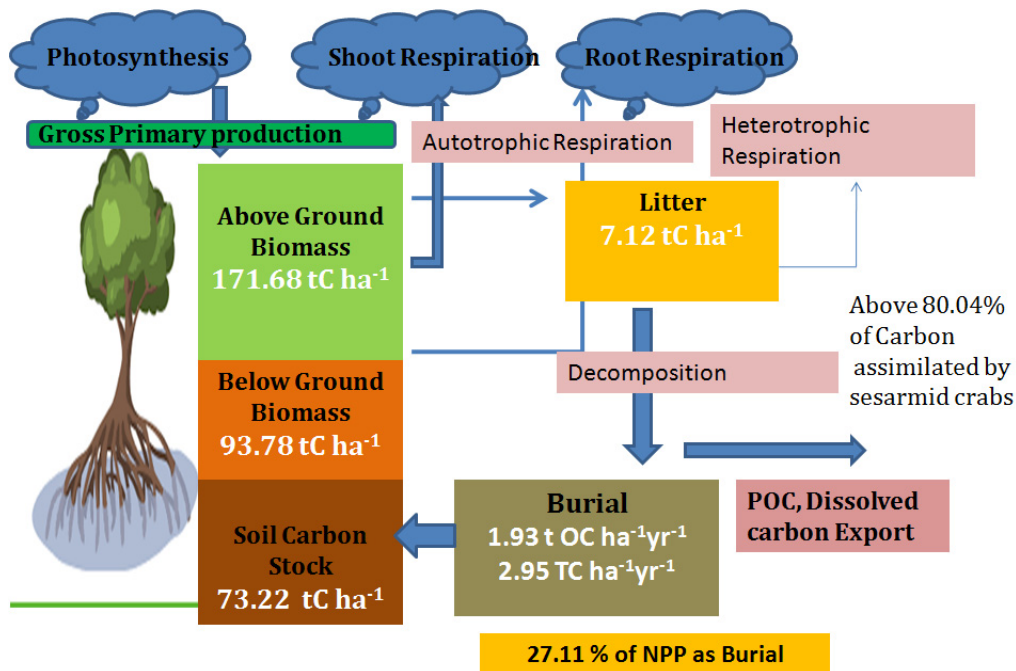 Photosynthesis
Shoot Respiration
Root Respiration
Gross Primary production
Autotrophic Respiration
Heterotrophic
Respiration
Above Ground
Biomass
171.68 tC ha⁻¹
Litter
7.12 tC ha⁻¹
Above 80.04%
of Carbon
assimilated by
sesarmid crabs
Decomposition
Below Ground
Biomass
93.78 tC ha⁻¹
Soil Carbon
Stock
73.22 tC ha⁻¹
Burial
1.93 t OC ha⁻¹yr⁻¹
2.95 TC ha⁻¹yr⁻¹
POC, Dissolved
carbon Export
27.11 % of NPP as Burial